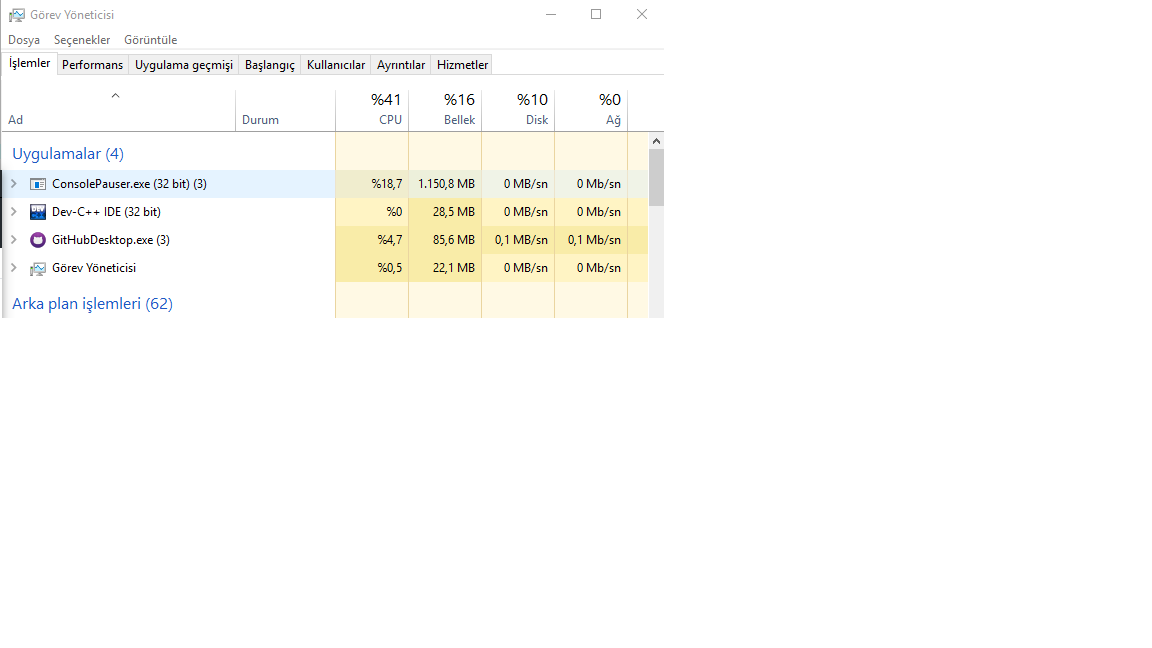 Görev Yöneticisi
Dosya Seçenekler Görüntüle
İşlemler Performans Uygulama geçmişi Başlangıç Kullanıcılar Ayrıntılar Hizmetler
%41 %16 %10 %0
Ad Durum CPU Bellek Disk Ağ
Uygulamalar (4)
ConsolePauser.exe (32 bit) (3) %18,7 1.150,8 MB 0 MB/sn 0 Mb/sn
Dev-C++ IDE (32 bit) %0 28,5 MB 0 MB/sn 0 Mb/sn
GitHubDesktop.exe (3) %4,7 85,6 MB 0,1 MB/sn 0,1 Mb/sn
Görev Yöneticisi %0,5 22,1 MB 0 MB/sn 0 Mb/sn
Arka plan işlemleri (62)